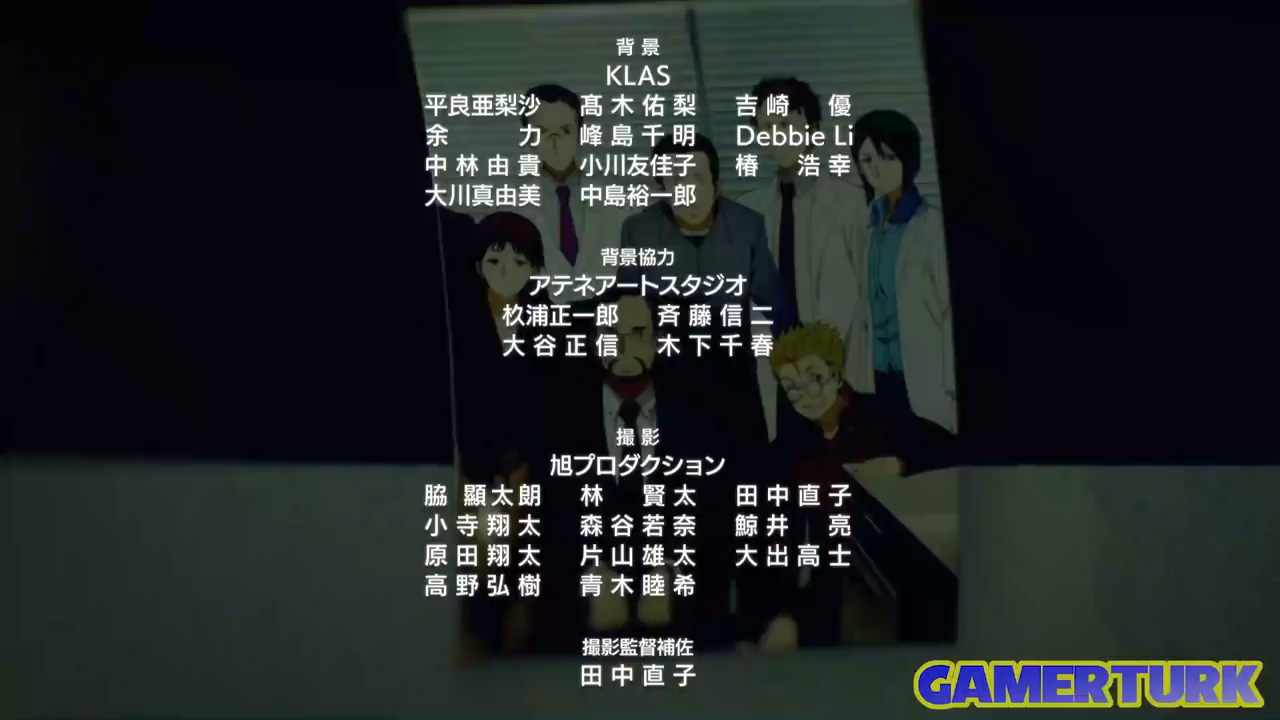 背景
KLAS
平良亜梨沙 髙木佑梨 吉崎 優
余 力 峰島千明 Debbie Li
中林由貴 小川友佳子 椿 浩幸
大川真由美 中島裕一郎
背景協力
アテネアートスタジオ
杦浦正一郎 斉藤信二
大谷正信 木下千春
撮影
旭プロダクション
脇 顯太朗 林 賢太 田中直子
小寺翔太 森谷若奈 鯨井 亮
原田翔太 片山雄太 大出高士
高野弘樹 青木睦希
撮影監督補佐
田中直子
GAMERTURK